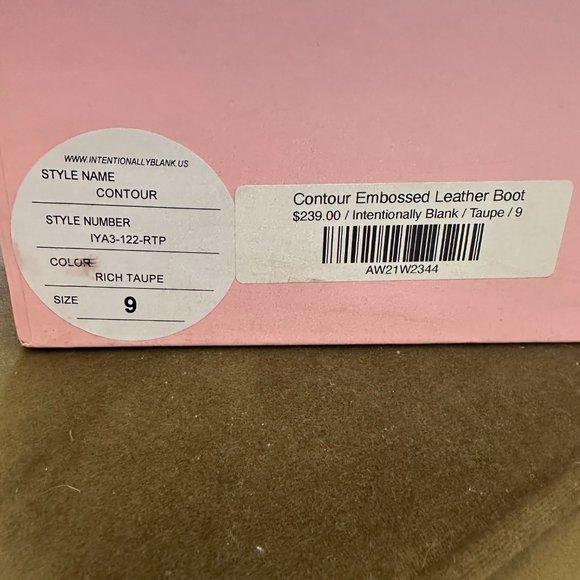 WWW.INTENTIONALLYBLANK.US
STYLE NAME
CONTOUR
STYLE NUMBER
IYA3-122-RTP
COLOR
RICH TAUPE
SIZE
9
Contour Embossed Leather Boot
$239.00 / Intentionally Blank / Taupe / 9
AW21W2344